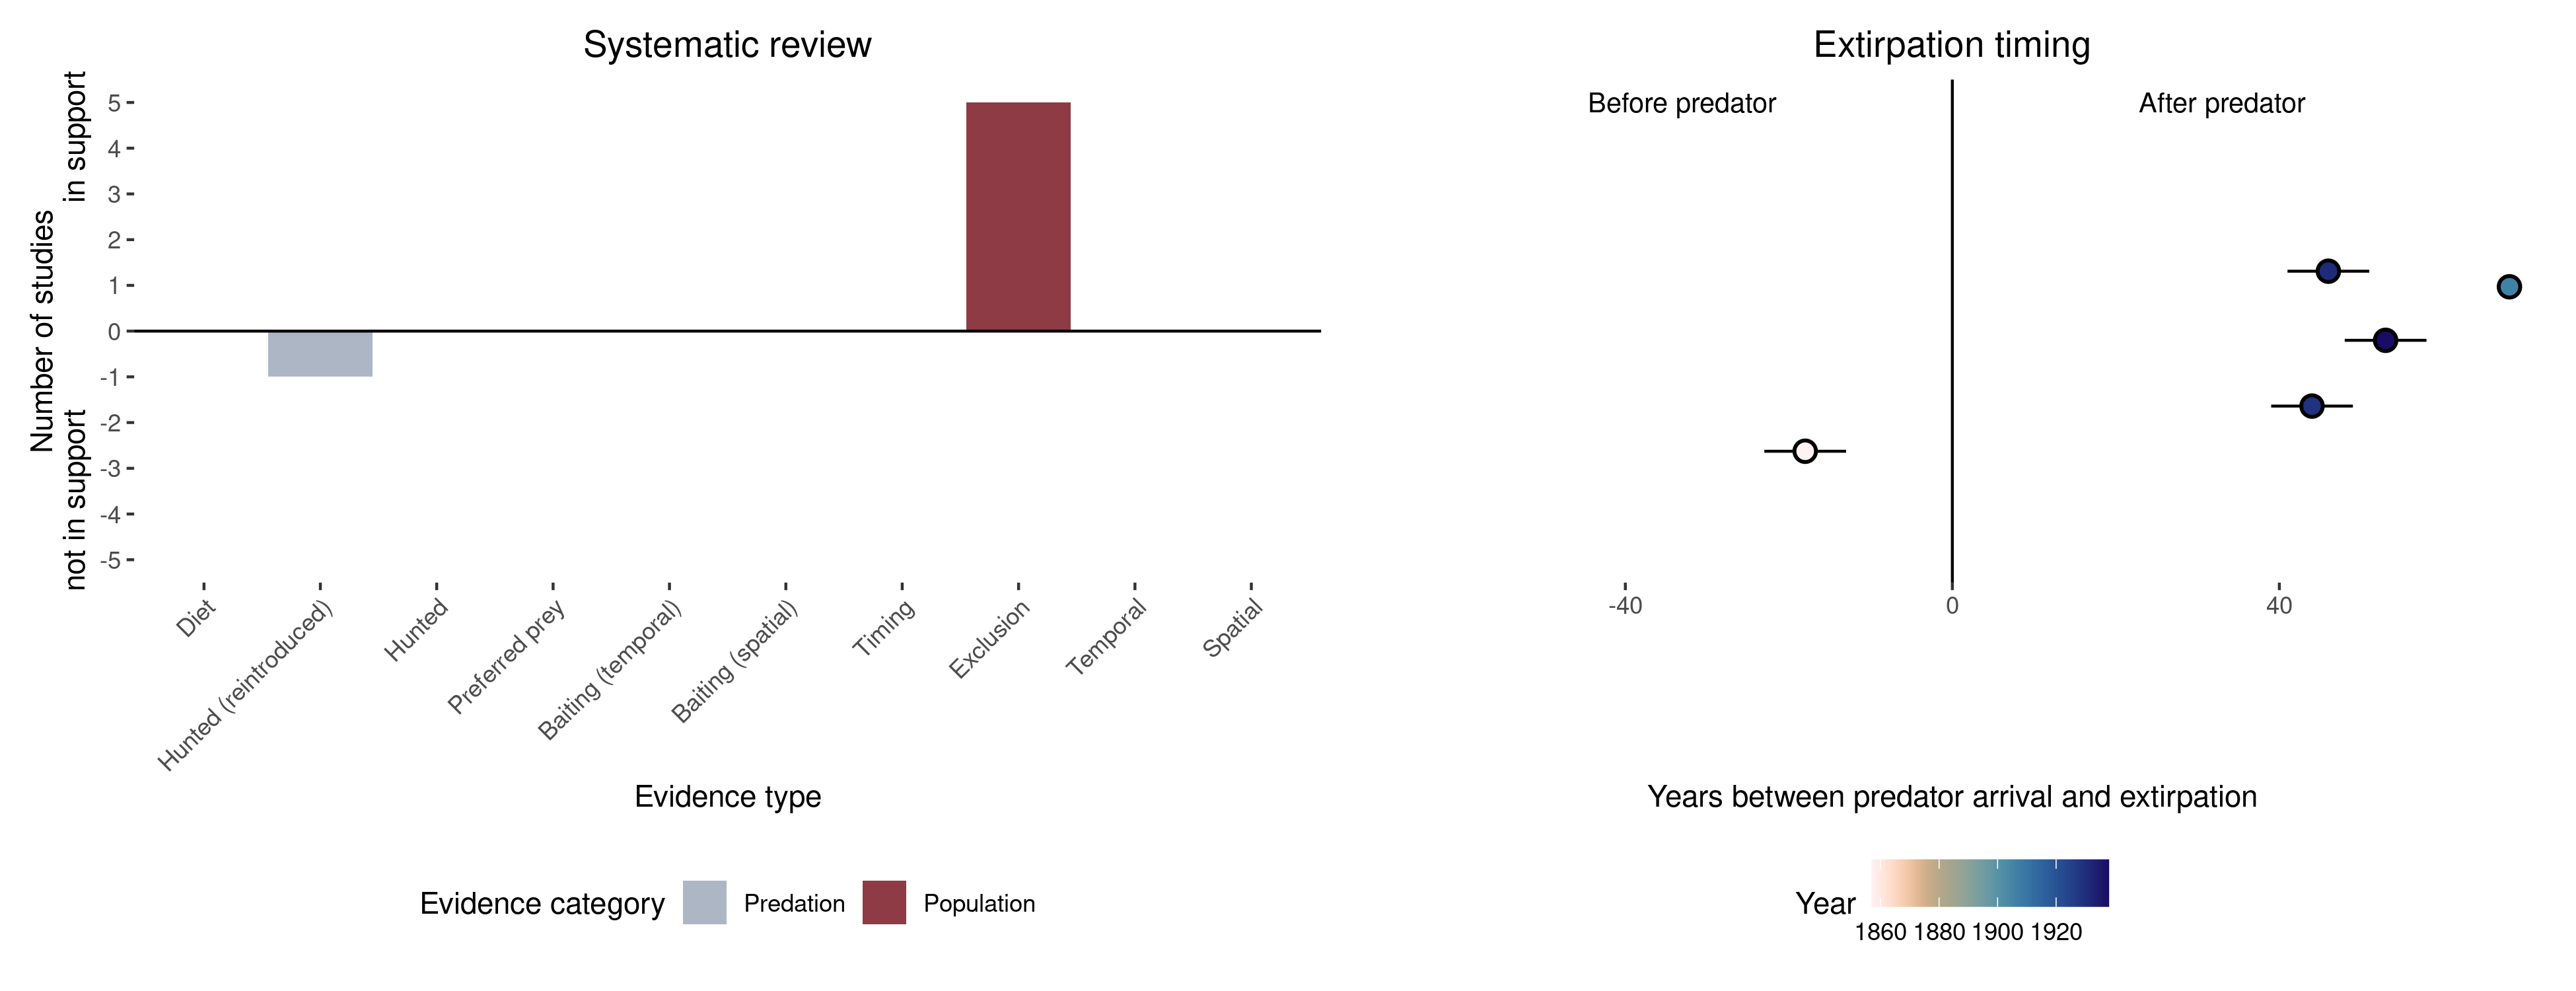 Systematic review
Number of studies
not in support
in support
5
4
3
2
1
0
-1
-2
-3
-4
-5
Diet
Hunted (reintroduced)
Hunted
Preferred prey
Baiting (temporal)
Baiting (spatial)
Timing
Exclusion
Temporal
Spatial
Evidence type
Evidence category
Predation
Population
Extirpation timing
Before predator
After predator
-40
0
40
Years between predator arrival and extirpation
Year
1860 1880 1900 1920